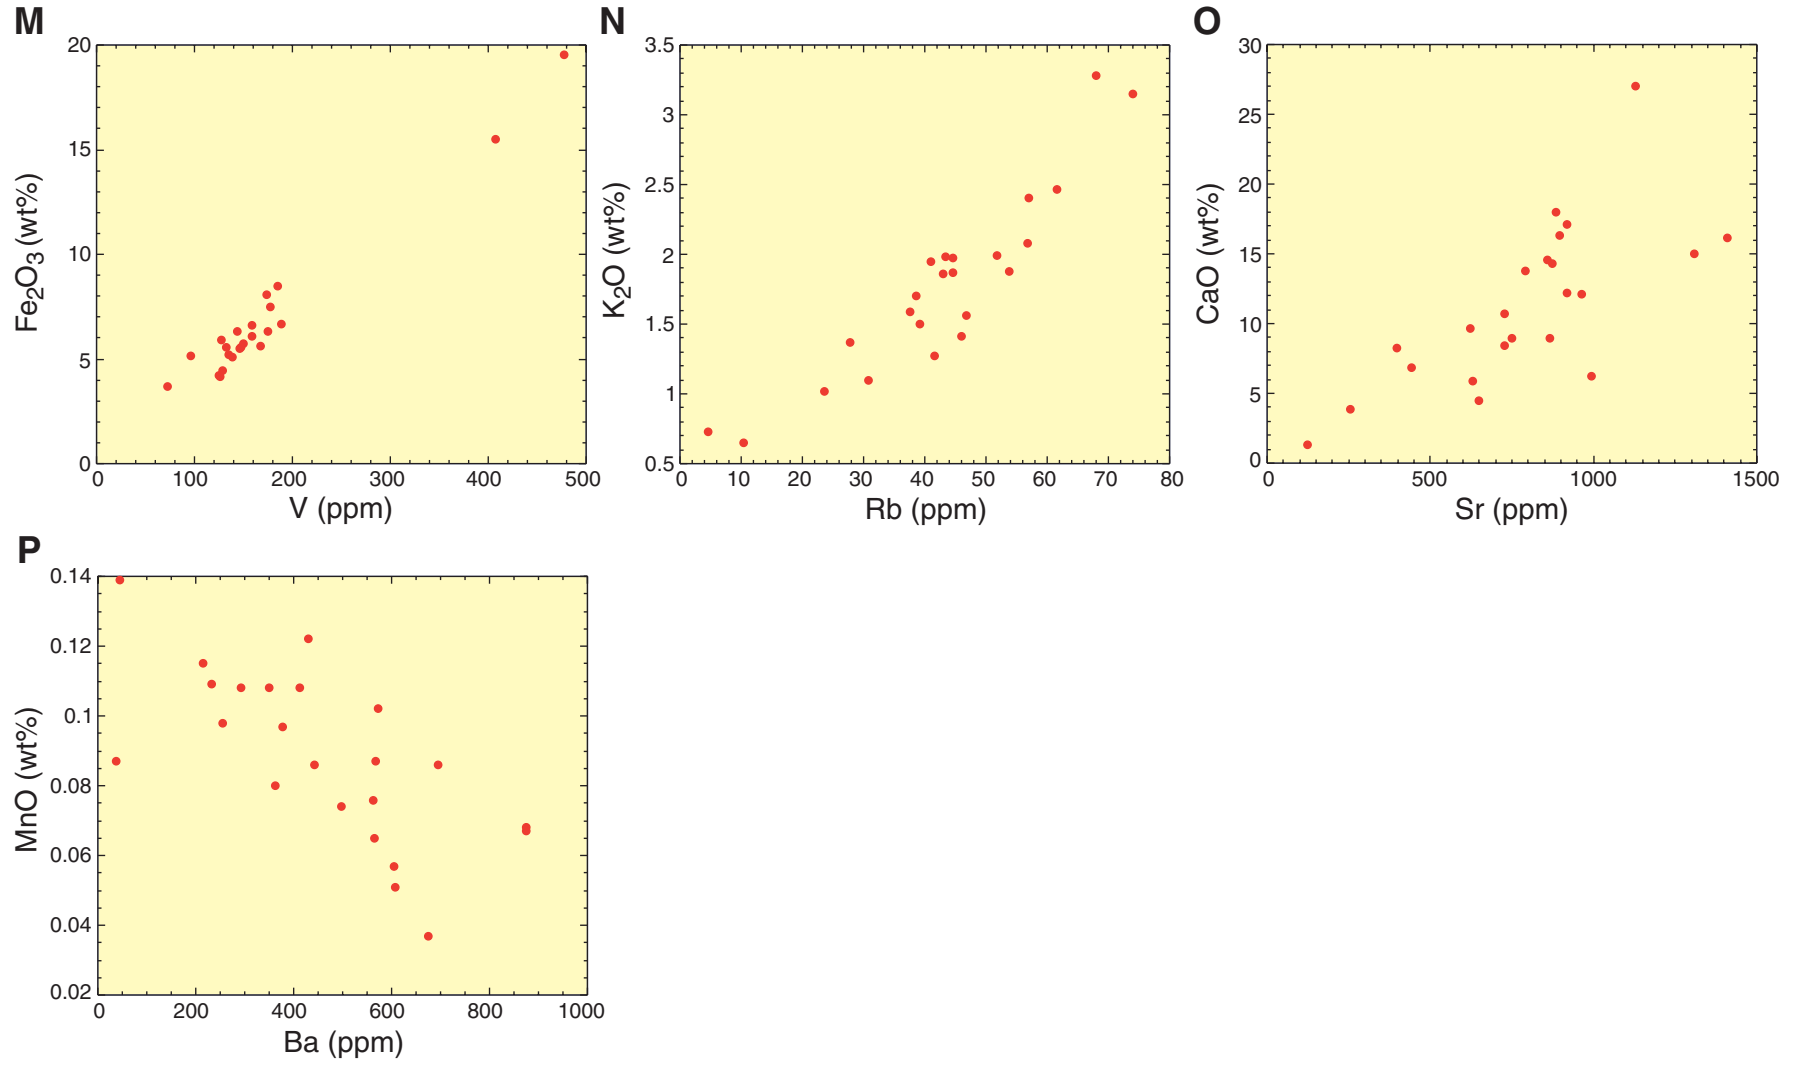 M
20
15
10
5
0
Fe2O3 (wt%)
0 100 200 300 400 500
V (ppm)
N
3.5
3
2.5
2
1.5
1
0.5
K2O (wt%)
0 10 20 30 40 50 60 70 80
Rb (ppm)
O
30
25
20
15
10
5
0
CaO (wt%)
0 500 1000 1500
Sr (ppm)
P
0.14
0.12
0.1
0.08
0.06
0.04
0.02
MnO (wt%)
0 200 400 600 800 1000
Ba (ppm)